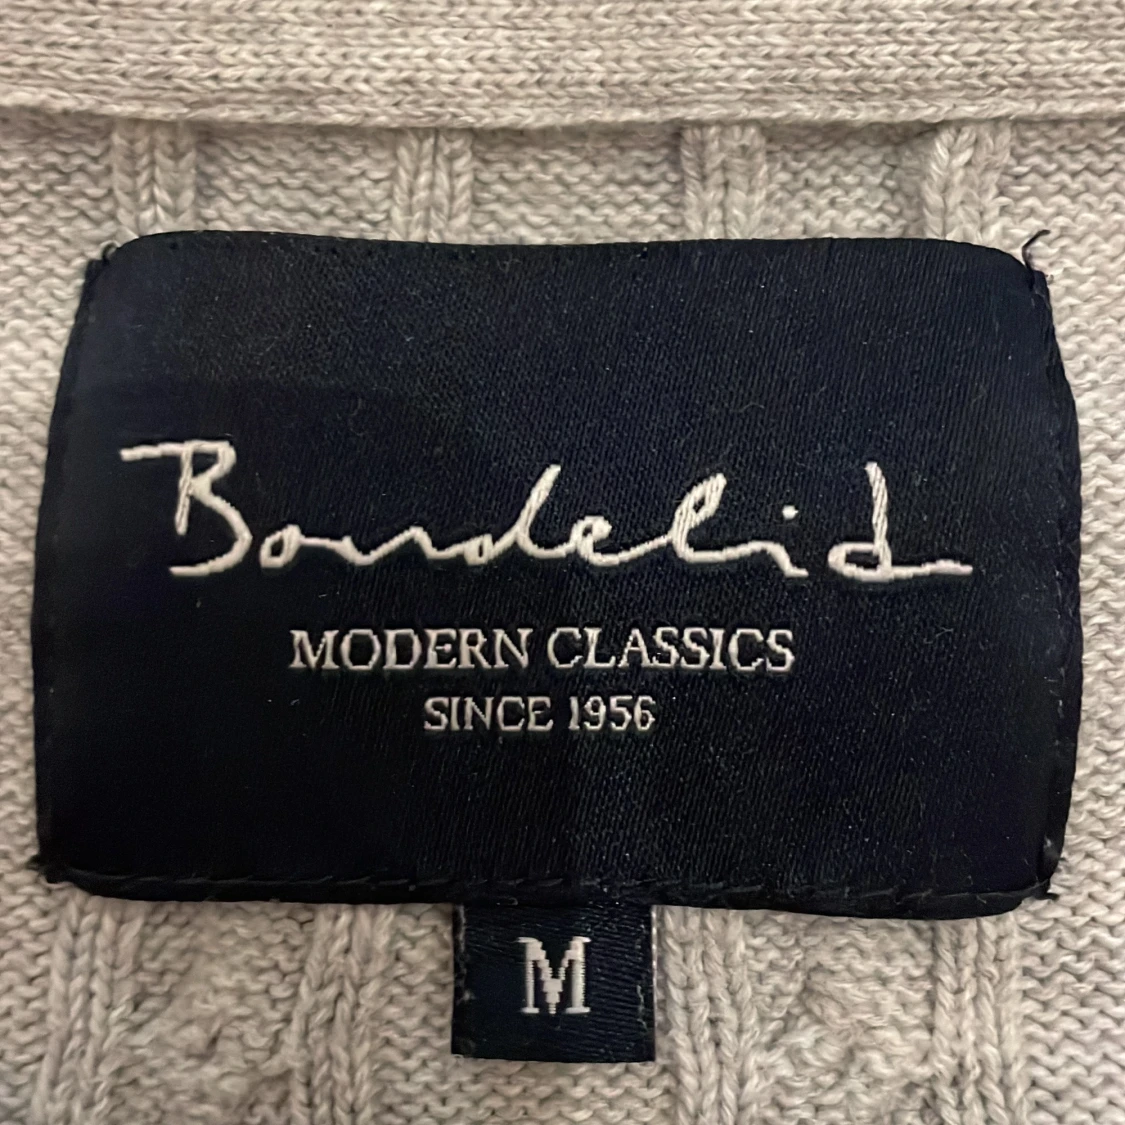 Bondelid
MODERN CLASSICS
SINCE 1956
M